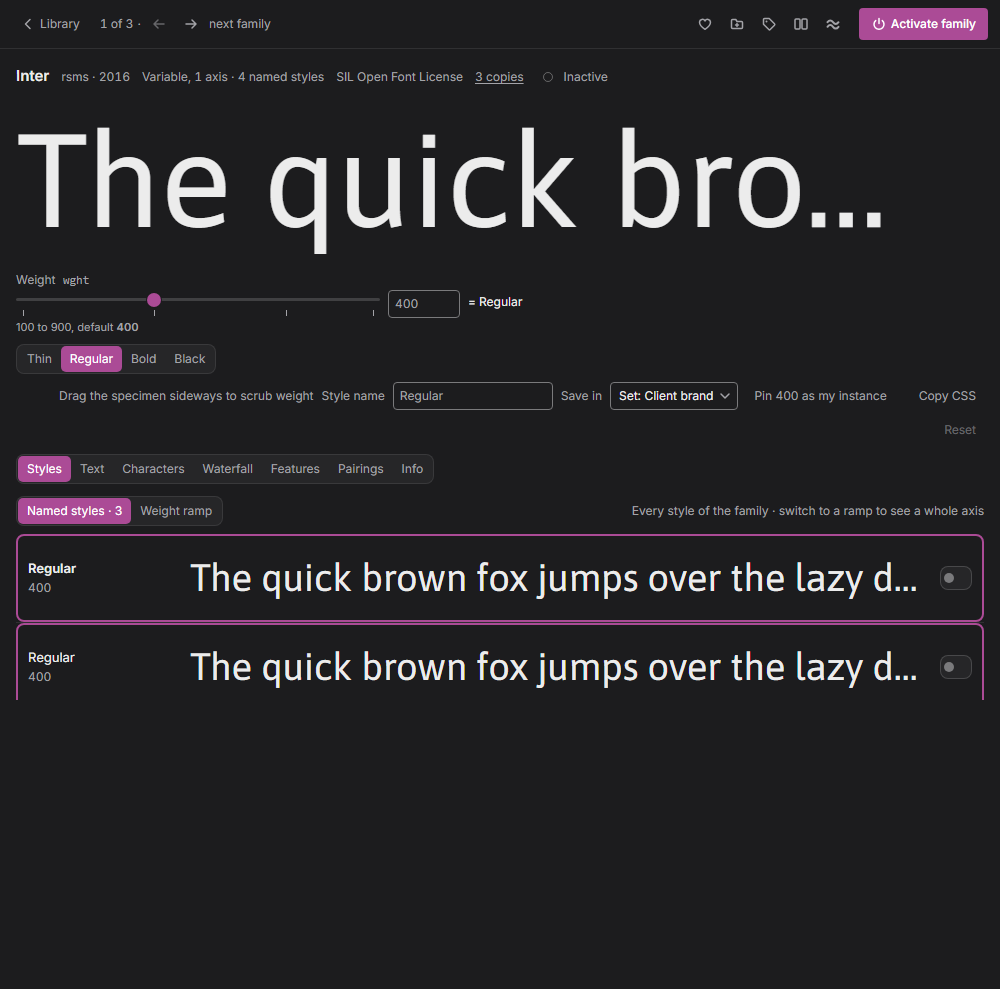 Library 1 of 3 · next family Activate family
Inter rsms · 2016 Variable, 1 axis · 4 named styles SIL Open Font License 3 copies Inactive
The quick bro...
Weight wght
400 = Regular
100 to 900, default 400
Thin Regular Bold Black
Drag the specimen sideways to scrub weight Style name Regular Save in Set: Client brand Pin 400 as my instance Copy CSS
Reset
Styles Text Characters Waterfall Features Pairings Info
Named styles · 3 Weight ramp Every style of the family · switch to a ramp to see a whole axis
Regular
400
The quick brown fox jumps over the lazy d...
Regular
400
The quick brown fox jumps over the lazy d...